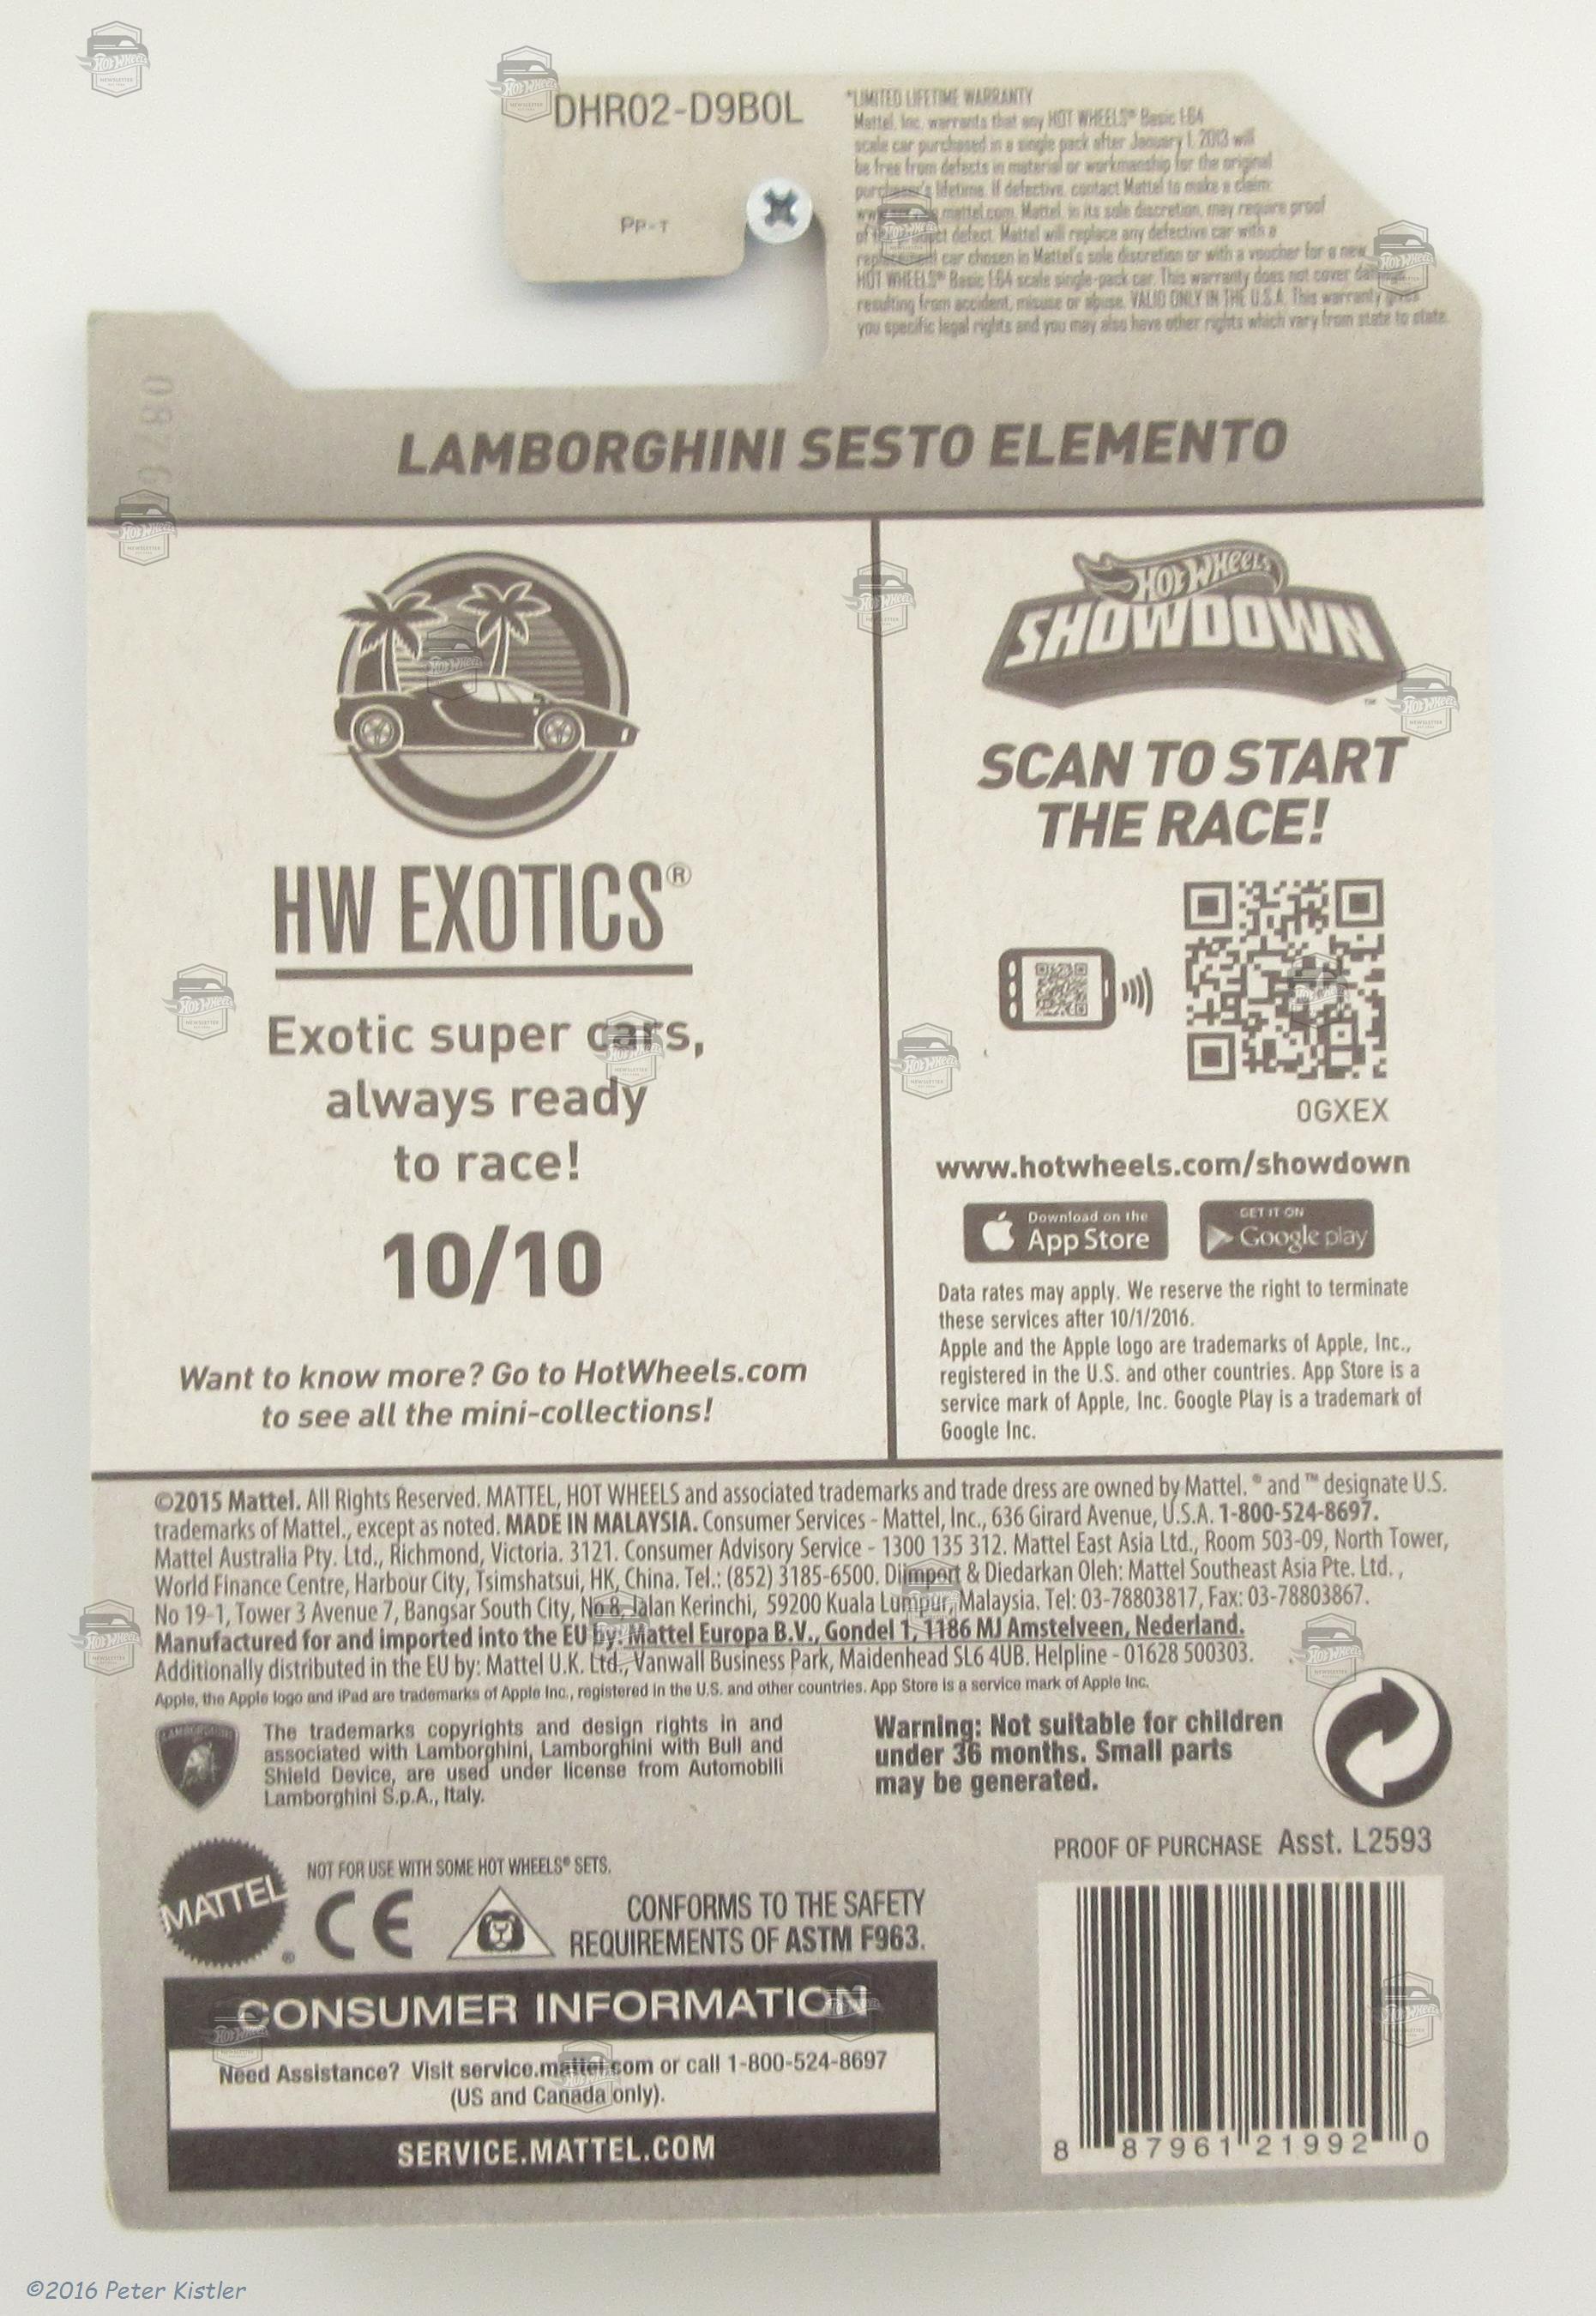 DHR02-D9B0L
PP-T
*LIMITED LIFETIME WARRANTY
Mattel, Inc. warrants that any HOT WHEELS® Basic 1:64
scale car purchased in a single pack after January 1, 2013 will
be free from defects in material or workmanship for the original
purchaser's lifetime. If defective, contact Mattel to make a claim:
mattel.com. Mattel, in its sole discretion, may require proof
of defect. Mattel will replace any defective car with a
replacement car chosen in Mattel's sole discretion or with a voucher for a new
HOT WHEELS® Basic 1:64 scale single-pack car. This warranty does not cover damage
resulting from accident, misuse or abuse. VALID ONLY IN THE U.S.A. This warranty gives
you specific legal rights and you may also have other rights which vary from state to state.
LAMBORGHINI SESTO ELEMENTO
HW EXOTICS®
Exotic super cars,
always ready
to race!
10/10
Want to know more? Go to HotWheels.com
to see all the mini-collections!
Hot Wheels
SHOWDOWN™
SCAN TO START
THE RACE!
0GXEX
www.hotwheels.com/showdown
Download on the
App Store
GET IT ON
Google play
Data rates may apply. We reserve the right to terminate
these services after 10/1/2016.
Apple and the Apple logo are trademarks of Apple, Inc.,
registered in the U.S. and other countries. App Store is a
service mark of Apple, Inc. Google Play is a trademark of
Google Inc.
©2015 Mattel. All Rights Reserved. MATTEL, HOT WHEELS and associated trademarks and trade dress are owned by Mattel. ® and ™ designate U.S.
trademarks of Mattel., except as noted. MADE IN MALAYSIA. Consumer Services - Mattel, Inc., 636 Girard Avenue, U.S.A. 1-800-524-8697.
Mattel Australia Pty. Ltd., Richmond, Victoria. 3121. Consumer Advisory Service - 1300 135 312. Mattel East Asia Ltd., Room 503-09, North Tower,
World Finance Centre, Harbour City, Tsimshatsui, HK, China. Tel.: (852) 3185-6500. Diimport & Diedarkan Oleh: Mattel Southeast Asia Pte. Ltd. ,
No 19-1, Tower 3 Avenue 7, Bangsar South City, No 8, Jalan Kerinchi, 59200 Kuala Lumpur, Malaysia. Tel: 03-78803817, Fax: 03-78803867.
Manufactured for and imported into the EU by: Mattel Europa B.V., Gondel 1, 1186 MJ Amstelveen, Nederland.
Additionally distributed in the EU by: Mattel U.K. Ltd., Vanwall Business Park, Maidenhead SL6 4UB. Helpline - 01628 500303.
Apple, the Apple logo and iPad are trademarks of Apple Inc., registered in the U.S. and other countries. App Store is a service mark of Apple Inc.
LAMBORGHINI
The trademarks copyrights and design rights in and
associated with Lamborghini, Lamborghini with Bull and
Shield Device, are used under license from Automobili
Lamborghini S.p.A., Italy.
Warning: Not suitable for children
under 36 months. Small parts
may be generated.
PROOF OF PURCHASE Asst. L2593
MATTEL®
NOT FOR USE WITH SOME HOT WHEELS® SETS.
CE
CONFORMS TO THE SAFETY
REQUIREMENTS OF ASTM F963.
CONSUMER INFORMATION
Need Assistance? Visit service.mattel.com or call 1-800-524-8697
(US and Canada only).
SERVICE.MATTEL.COM
8 87961 21992 0
©2016 Peter Kistler